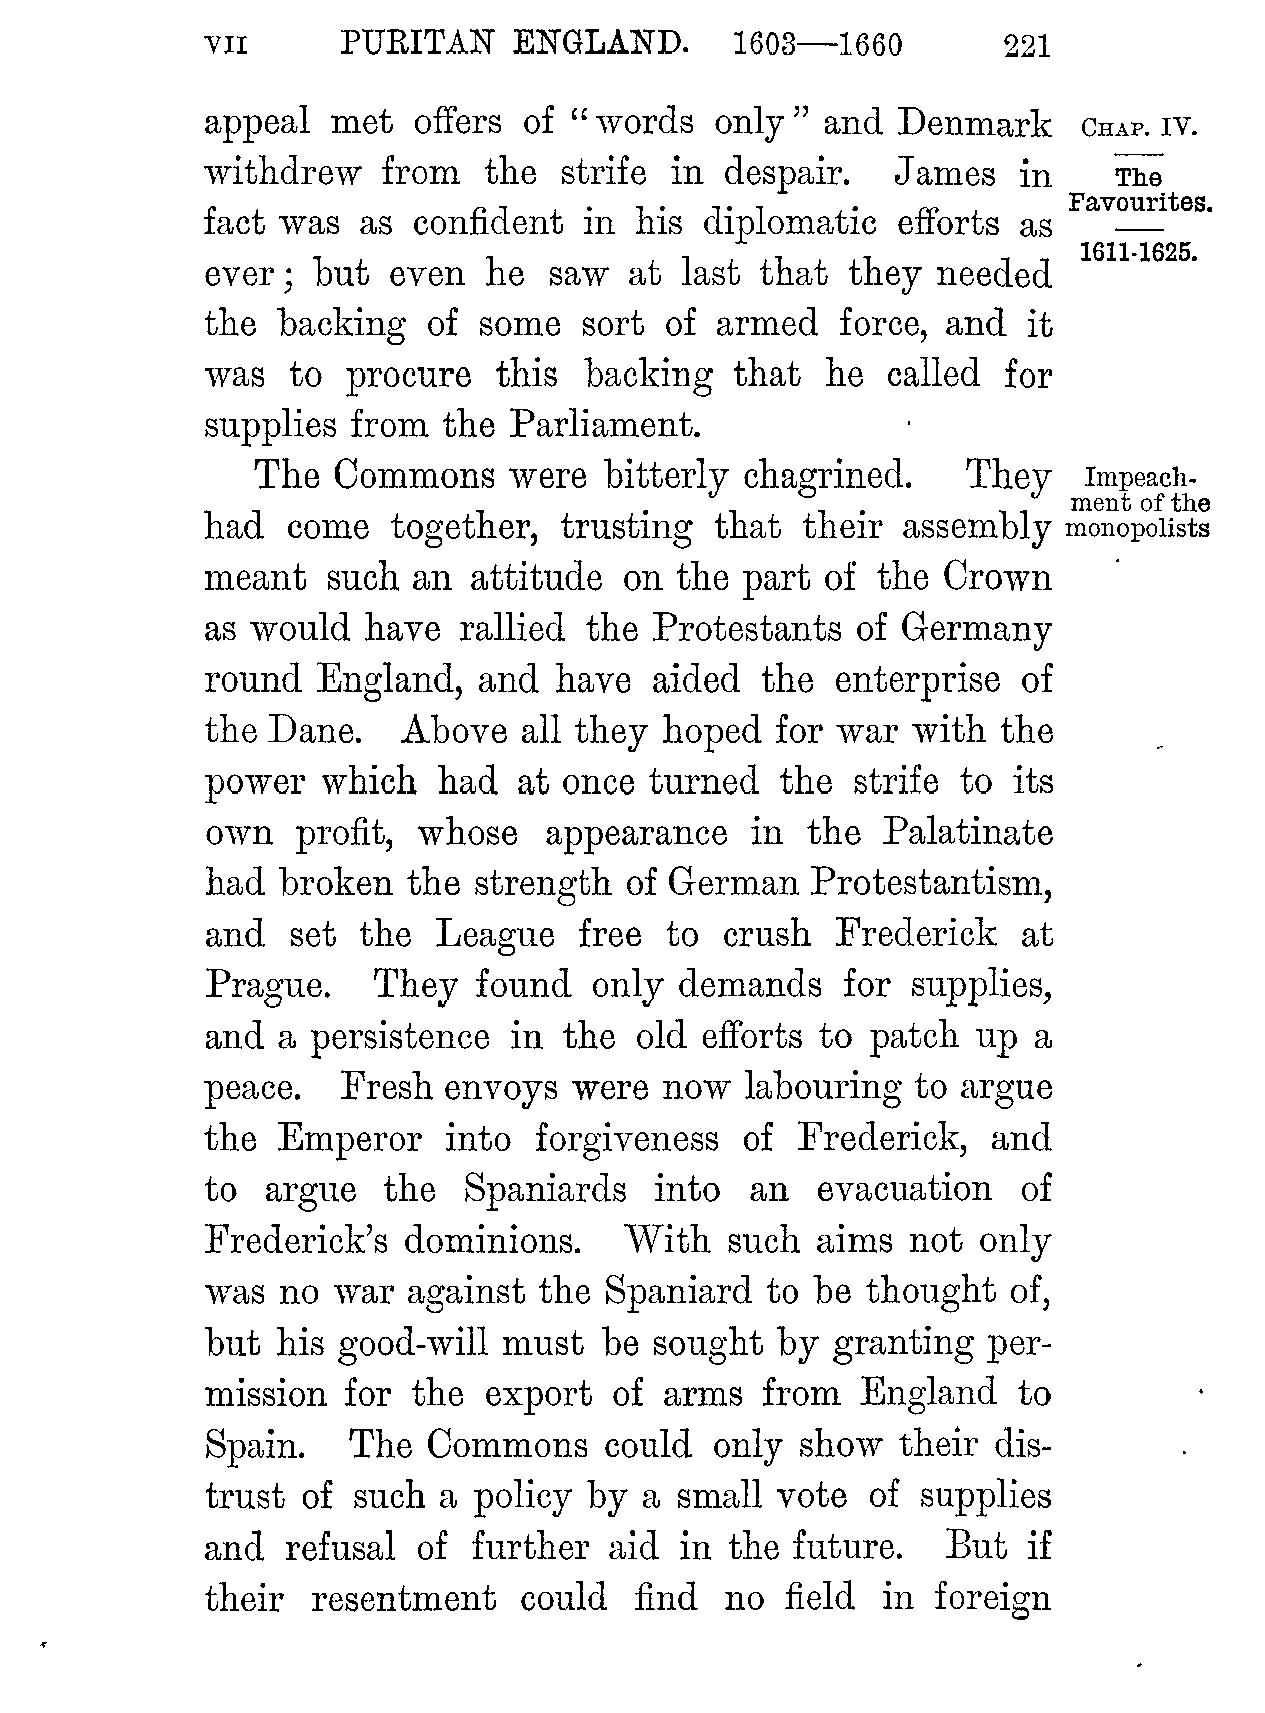 VII PURITAN ENGLAND. 1603—1660 221
appeal met offers of "words only" and Denmark
withdrew from the strife in despair. James in
fact was as confident in his diplomatic efforts as
ever; but even he saw at last that they needed
the backing of some sort of armed force, and it
was to procure this backing that he called for
supplies from the Parliament.
CHAP. IV.
The
Favourites.
1611-1625.
The Commons were bitterly chagrined. They
had come together, trusting that their assembly
meant such an attitude on the part of the Crown
as would have rallied the Protestants of Germany
round England, and have aided the enterprise of
the Dane. Above all they hoped for war with the
power which had at once turned the strife to its
own profit, whose appearance in the Palatinate
had broken the strength of German Protestantism,
and set the League free to crush Frederick at
Prague. They found only demands for supplies,
and a persistence in the old efforts to patch up a
peace. Fresh envoys were now labouring to argue
the Emperor into forgiveness of Frederick, and
to argue the Spaniards into an evacuation of
Frederick's dominions. With such aims not only
was no war against the Spaniard to be thought of,
but his good-will must be sought by granting per-
mission for the export of arms from England to
Spain. The Commons could only show their dis-
trust of such a policy by a small vote of supplies
and refusal of further aid in the future. But if
their resentment could find no field in foreign
Impeach-
ment of the
monopolists